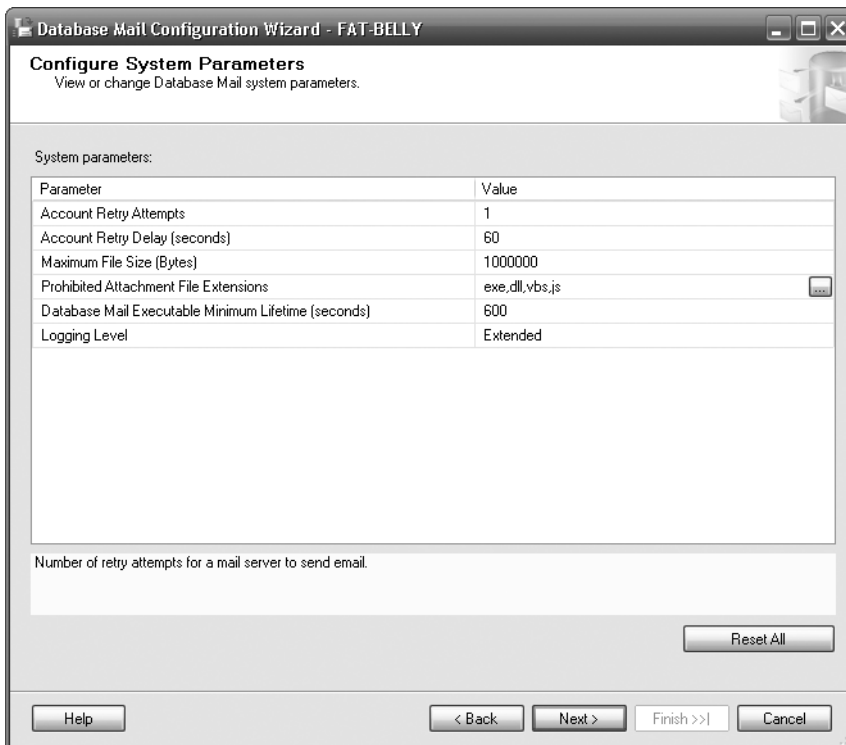 Database Mail Configuration Wizard - FAT-BELLY
Configure System Parameters
View or change Database Mail system parameters.
System parameters:
Parameter Value
Account Retry Attempts 1
Account Retry Delay (seconds) 60
Maximum File Size (Bytes) 1000000
Prohibited Attachment File Extensions exe,dll,vbs,js ...
Database Mail Executable Minimum Lifetime (seconds) 600
Logging Level Extended
Number of retry attempts for a mail server to send email.
Reset All
Help < Back Next > Finish >>| Cancel